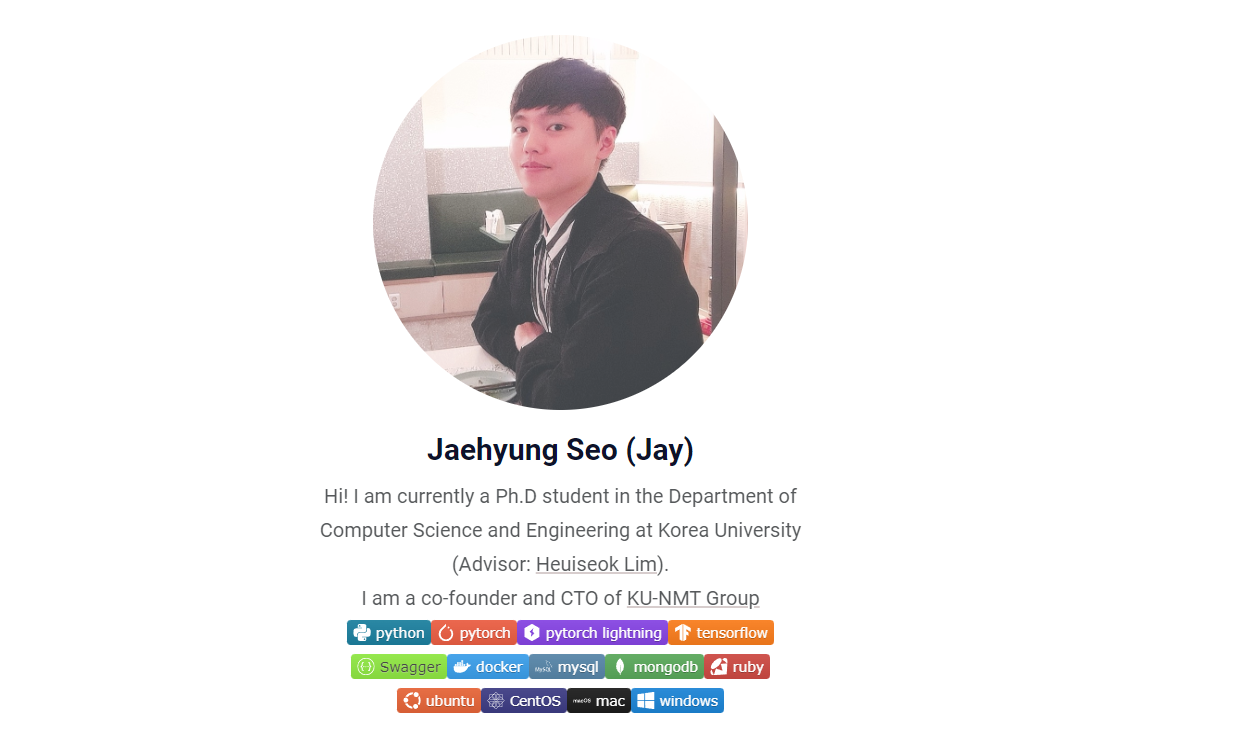 Jaehyung Seo (Jay)
Hi! I am currently a Ph.D student in the Department of
Computer Science and Engineering at Korea University
(Advisor: Heuiseok Lim).
I am a co-founder and CTO of KU-NMT Group
python pytorch pytorch lightning tensorflow
Swagger docker MySQL mysql mongodb ruby
ubuntu CentOS macOS mac windows